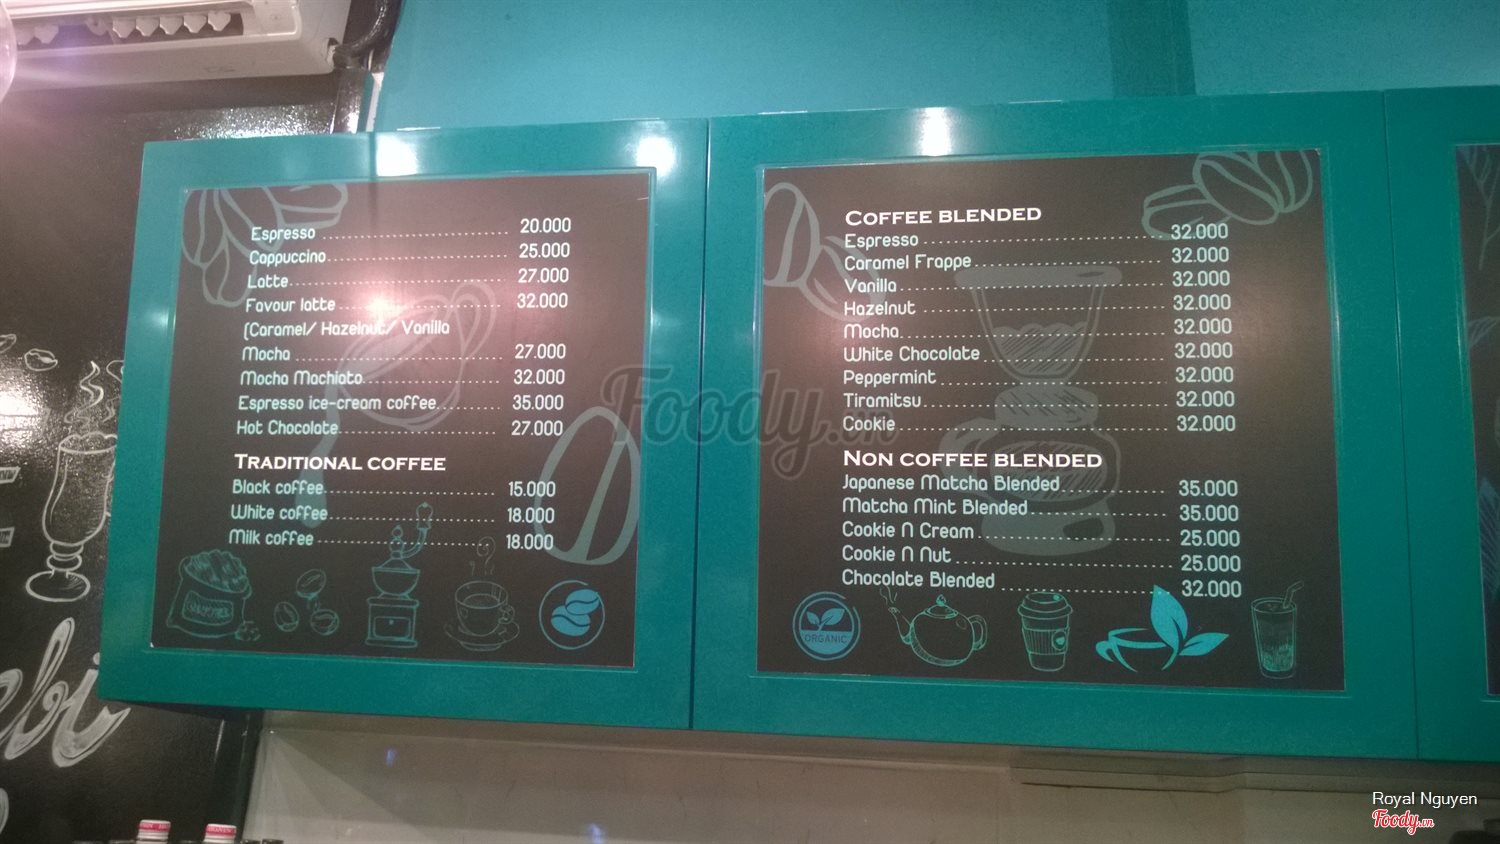 Espresso ........ 20.000
Cappuccino ........ 25.000
Latte ........ 27.000
Favour latte ........ 32.000
(Caramel/ Hazelnut/ Vanilla
Mocha ........ 27.000
Mocha Machiato ........ 32.000
Espresso ice-cream coffee ........ 35.000
Hot Chocolate ........ 27.000
TRADITIONAL COFFEE
Black coffee ........ 15.000
White coffee ........ 18.000
Milk coffee ........ 18.000
COFFEE BLENDED
Espresso ........ 32.000
Caramel Frappe ........ 32.000
Vanilla ........ 32.000
Hazelnut ........ 32.000
Mocha ........ 32.000
White Chocolate ........ 32.000
Peppermint ........ 32.000
Tiramitsu ........ 32.000
Cookie ........ 32.000
NON COFFEE BLENDED
Japanese Matcha Blended ........ 35.000
Matcha Mint Blended ........ 35.000
Cookie N Cream ........ 25.000
Cookie N Nut ........ 25.000
Chocolate Blended ........ 32.000
ORGANIC
Foody.vn
Royal Nguyen
Foody.vn